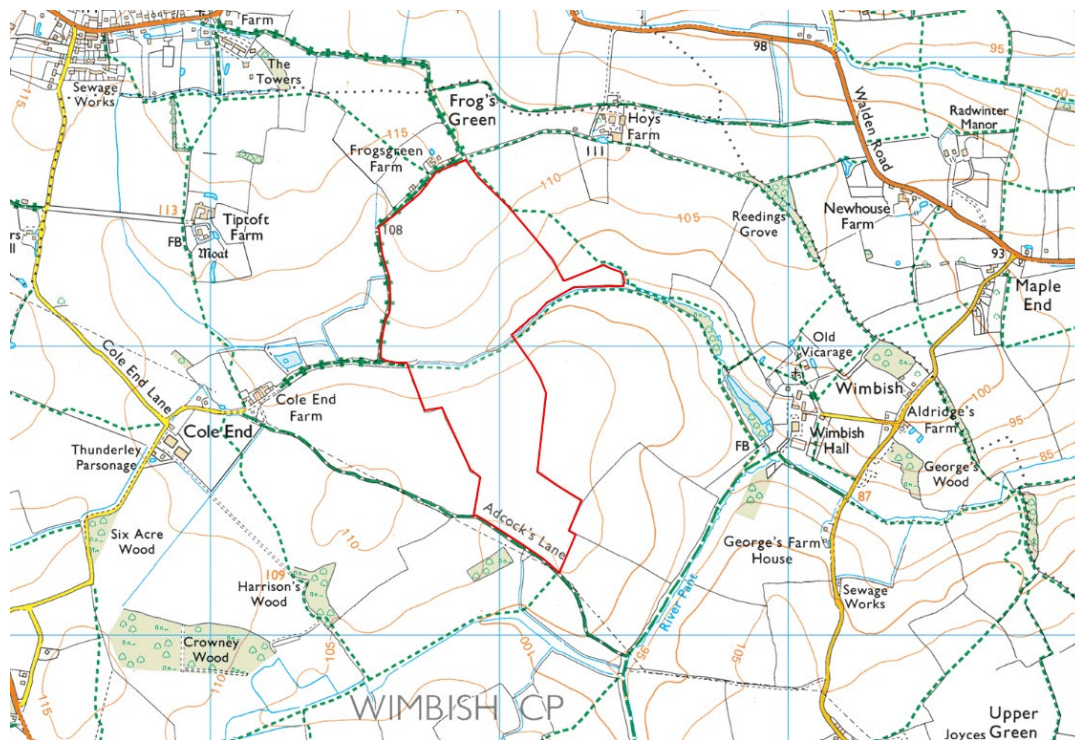 Farm
The
Towers
Sewage
Works
115
Frog's
Green
115
Frogsgreen
Farm
Hoys
Farm
111
110
105
98
95
90
Walden Road
Radwinter
Manor
Reedings
Grove
Newhouse
Farm
93
Maple
End
113
Tiptoft
Farm
FB
Moat
108
Cole End Lane
Cole End
Farm
Cole End
Thunderley
Parsonage
Old
Vicarage
Wimbish
Aldridge's
Farm
Wimbish
Hall
FB
George's
Wood
100
95
85
87
George's Farm
House
Sewage
Works
Six Acre
Wood
109
110
Harrison's
Wood
Crowney
Wood
105
110
115
Adcock's Lane
100
River Pant
95
105
WIMBISH CP
Upper
Green
Joyces